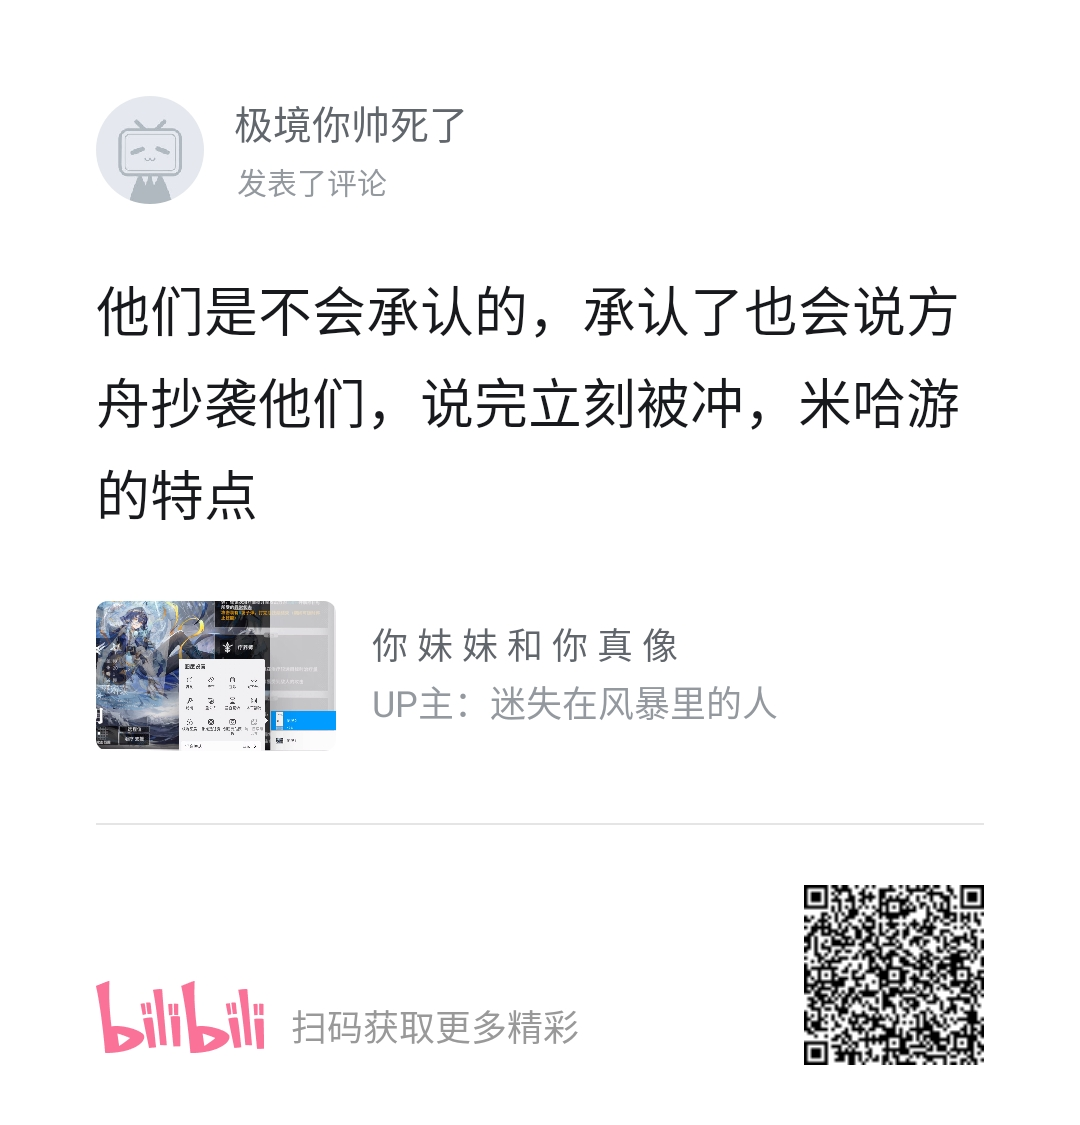 极境你帅死了
发表了评论
他们是不会承认的，承认了也会说方
舟抄袭他们，说完立刻被冲，米哈游
的特点
你妹妹和你真像
UP主：迷失在风暴里的人
bilibili 扫码获取更多精彩